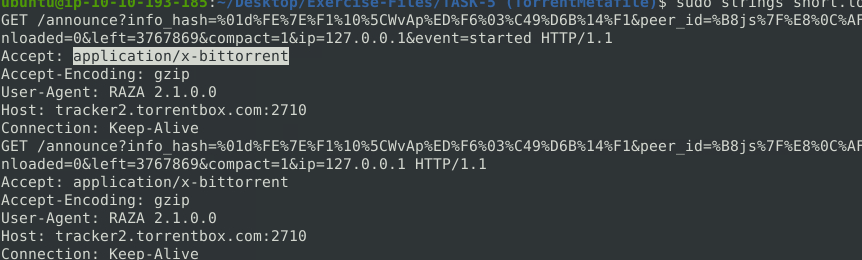 ubuntu@ip-10-10-193-185:~/Desktop/Exercise-Files/TASK-5 (TorrentMetafile)$ sudo strings snort.lo
GET /announce?info_hash=%01d%FE%7E%F1%10%5CWvAp%ED%F6%03%C49%D6B%14%F1&peer_id=%B8js%7F%E8%0C%AF
nloaded=0&left=3767869&compact=1&ip=127.0.0.1&event=started HTTP/1.1
Accept: application/x-bittorrent
Accept-Encoding: gzip
User-Agent: RAZA 2.1.0.0
Host: tracker2.torrentbox.com:2710
Connection: Keep-Alive
GET /announce?info_hash=%01d%FE%7E%F1%10%5CWvAp%ED%F6%03%C49%D6B%14%F1&peer_id=%B8js%7F%E8%0C%AF
nloaded=0&left=3767869&compact=1&ip=127.0.0.1 HTTP/1.1
Accept: application/x-bittorrent
Accept-Encoding: gzip
User-Agent: RAZA 2.1.0.0
Host: tracker2.torrentbox.com:2710
Connection: Keep-Alive